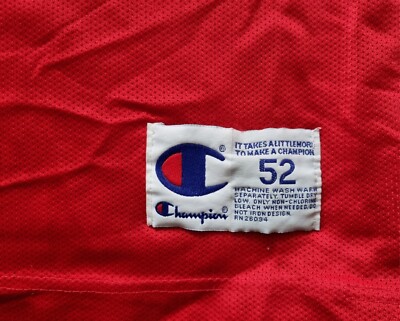 IT TAKES A LITTLE MORE
TO MAKE A CHAMPION
®
52
MACHINE WASH WARM
SEPARATELY. TUMBLE DRY
LOW. ONLY NON-CHLORINE
BLEACH WHEN NEEDED. DO
NOT IRON DESIGN.
RN 26094
Champion